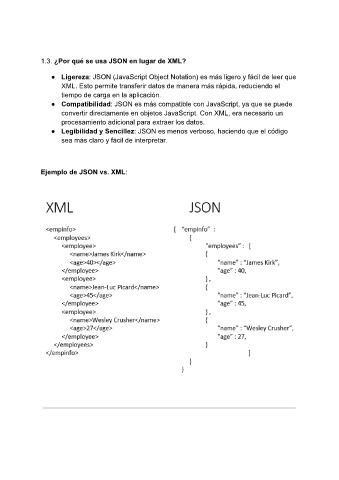 1.3. ¿Por qué se usa JSON en lugar de XML?
● Ligereza: JSON (JavaScript Object Notation) es más ligero y fácil de leer que
XML. Esto permite transferir datos de manera más rápida, reduciendo el
tiempo de carga en la aplicación.
● Compatibilidad: JSON es más compatible con JavaScript, ya que se puede
convertir directamente en objetos JavaScript. Con XML, era necesario un
procesamiento adicional para extraer los datos.
● Legibilidad y Sencillez: JSON es menos verboso, haciendo que el código
sea más claro y fácil de interpretar.
Ejemplo de JSON vs. XML:
XML
<empinfo>
<employees>
<employee>
<name>James Kirk</name>
<age>40></age>
</employee>
<employee>
<name>Jean-Luc Picard</name>
<age>45</age>
</employee>
<employee>
<name>Wesley Crusher</name>
<age>27</age>
</employee>
</employees>
</empinfo>
JSON
{ "empinfo" :
{
"employees" : [
{
"name" : "James Kirk",
"age" : 40,
},
{
"name" : "Jean-Luc Picard",
"age" : 45,
},
{
"name" : "Wesley Crusher",
"age" : 27,
}
]
}
}